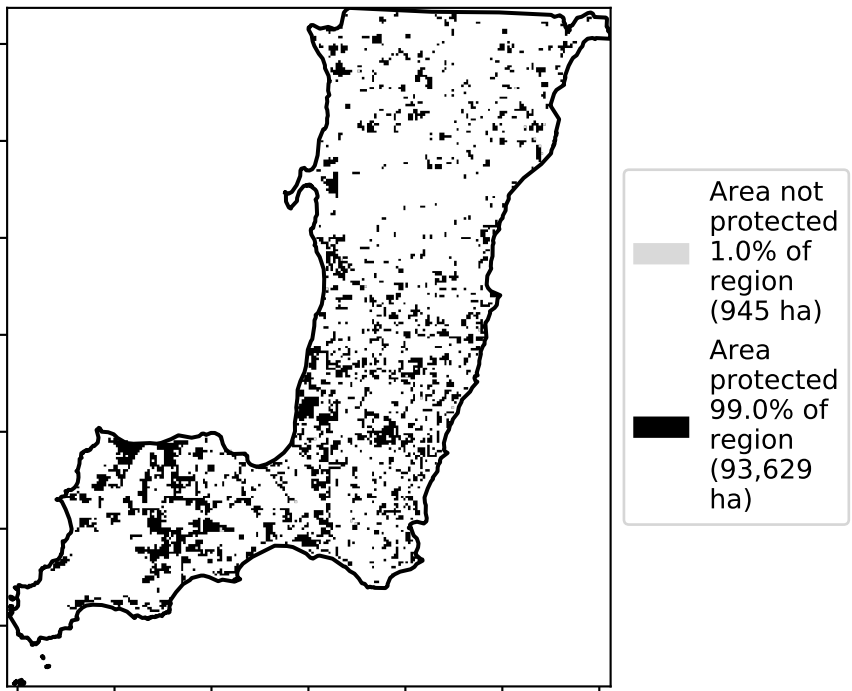 Area not
protected
1.0% of
region
(945 ha)
Area
protected
99.0% of
region
(93,629
ha)